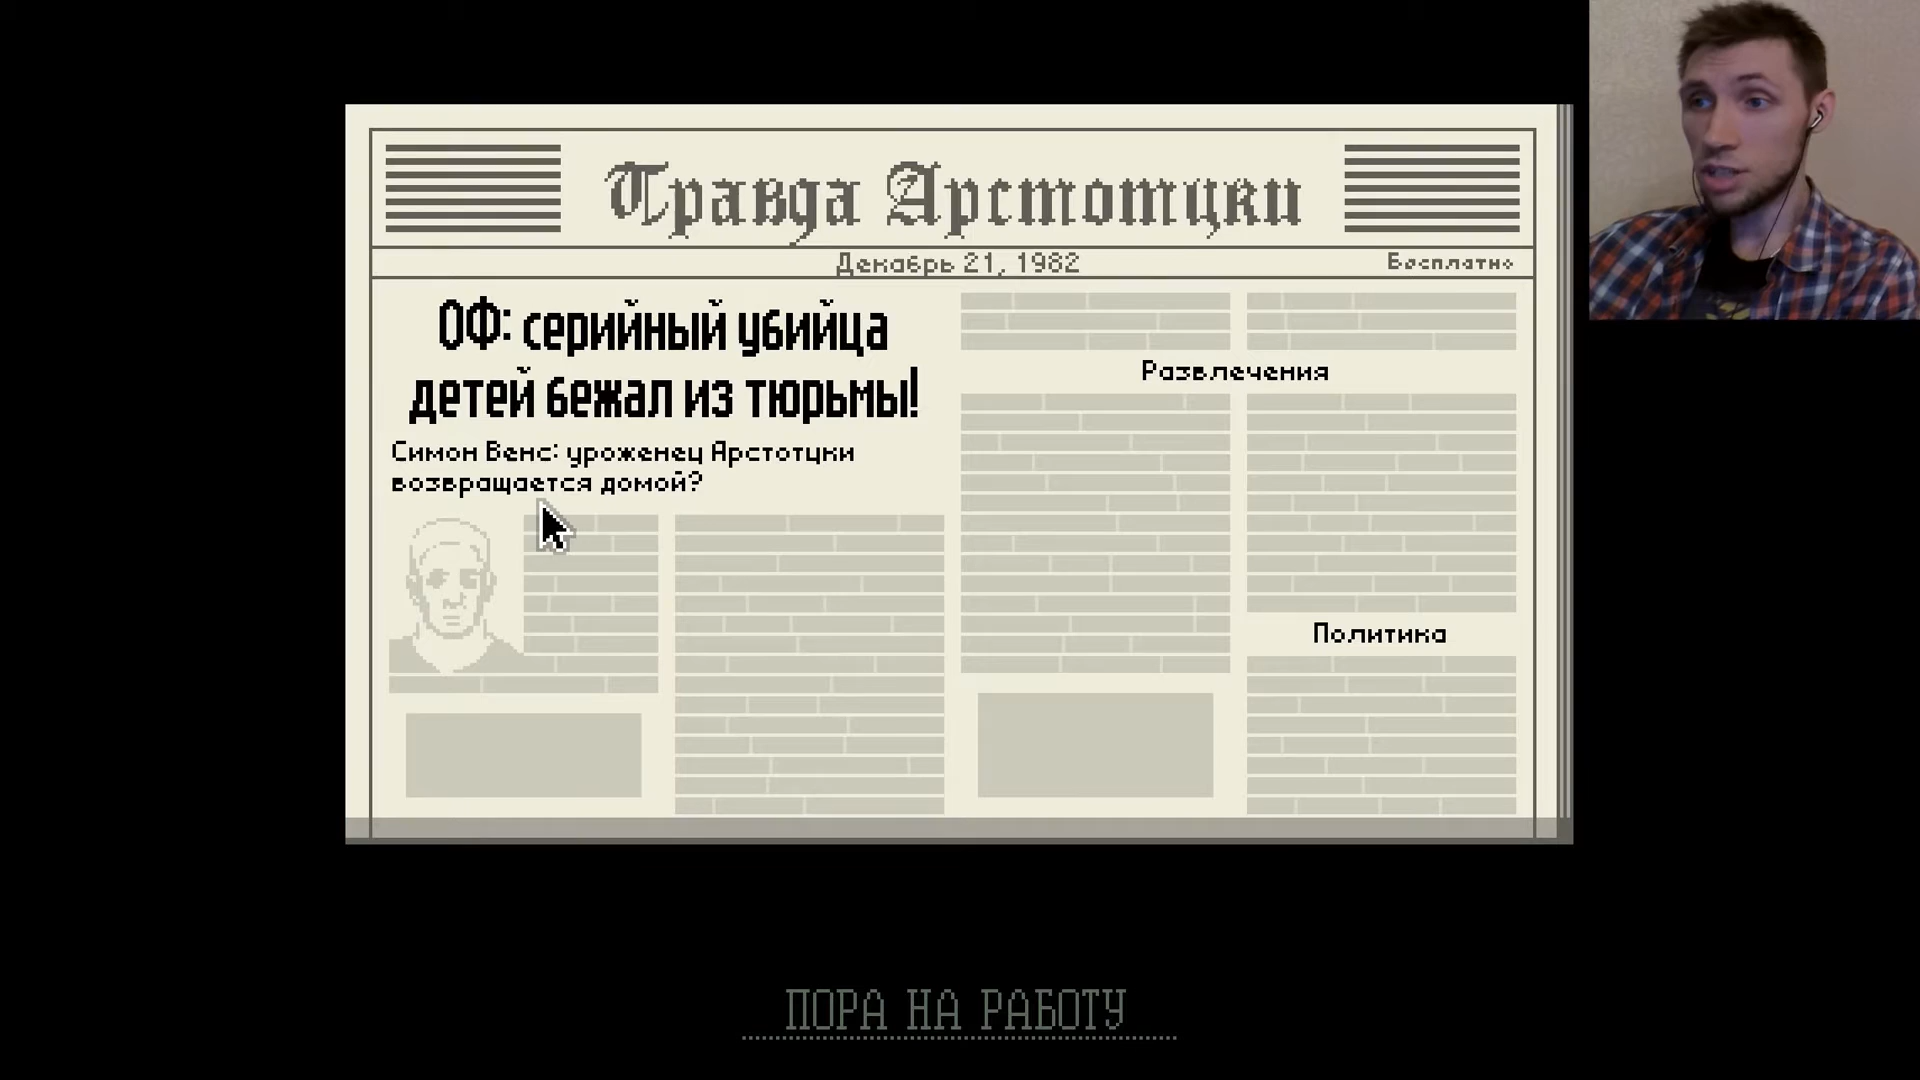 Правда Арстотцки
Декабрь 21, 1982
Бесплатно
ОФ: серийный убийца
детей бежал из тюрьмы!
Симон Венс: уроженец Арстотцки
возвращается домой?
Развлечения
Политика
ПОРА НА РАБОТУ